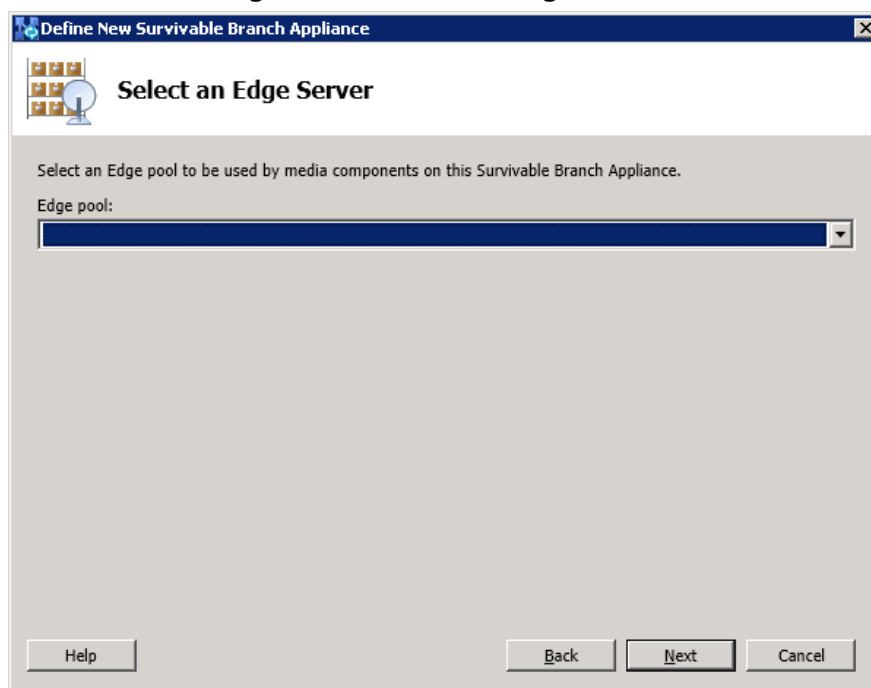 Define New Survivable Branch Appliance
Select an Edge Server
Select an Edge pool to be used by media components on this Survivable Branch Appliance.
Edge pool:
Help Back Next Cancel